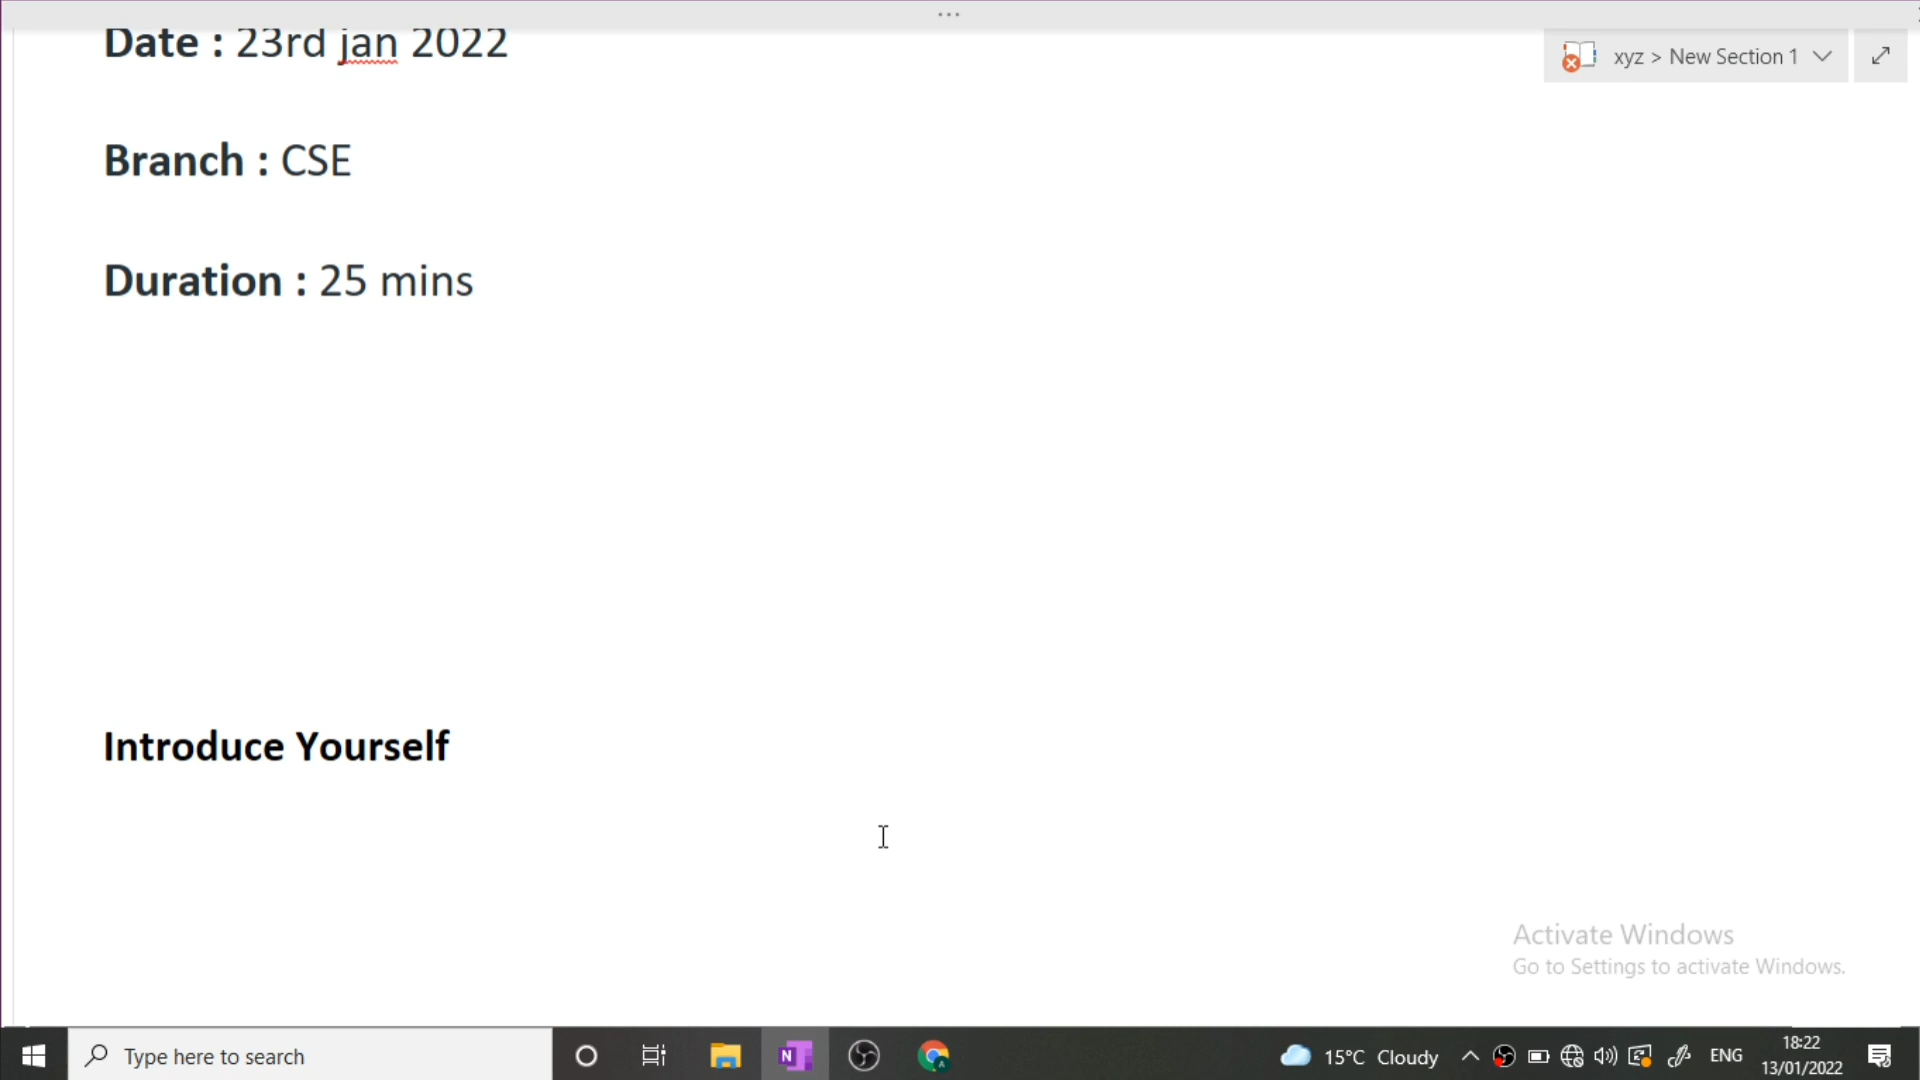 ...
Date : 23rd jan 2022
xyz > New Section 1
Branch : CSE
Duration : 25 mins
Introduce Yourself
Activate Windows
Go to Settings to activate Windows.
Type here to search
N
A
15°C Cloudy
ENG
18:22
13/01/2022